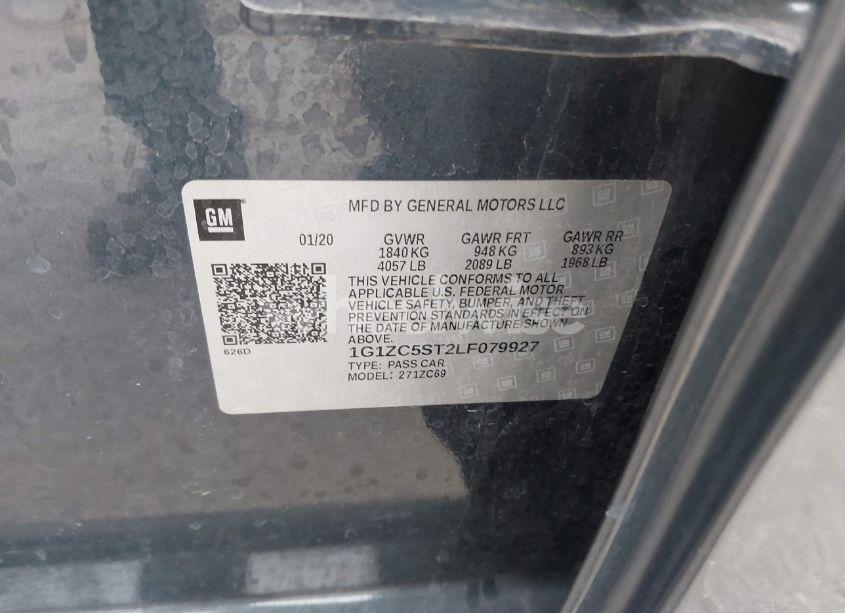 GM
MFD BY GENERAL MOTORS LLC
01/20 GVWR GAWR FRT GAWR RR
1840 KG 948 KG 893 KG
4057 LB 2089 LB 1968 LB
THIS VEHICLE CONFORMS TO ALL
APPLICABLE U.S. FEDERAL MOTOR
VEHICLE SAFETY, BUMPER, AND THEFT
PREVENTION STANDARDS IN EFFECT ON
THE DATE OF MANUFACTURE SHOWN
ABOVE.
626D
1G1ZC5ST2LF079927
TYPE: PASS CAR
MODEL: 271ZC69